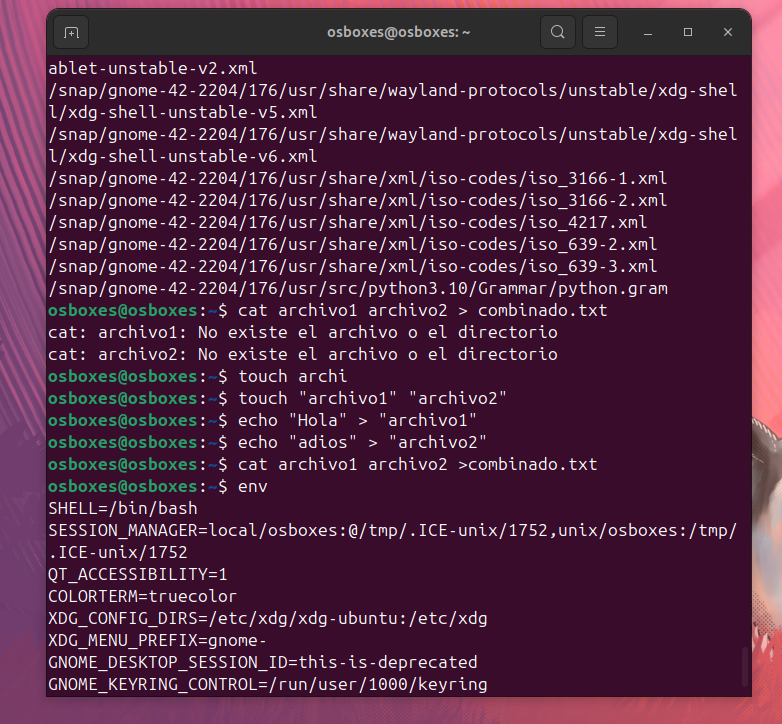 osboxes@osboxes: ~
ablet-unstable-v2.xml
/snap/gnome-42-2204/176/usr/share/wayland-protocols/unstable/xdg-shel
l/xdg-shell-unstable-v5.xml
/snap/gnome-42-2204/176/usr/share/wayland-protocols/unstable/xdg-shel
l/xdg-shell-unstable-v6.xml
/snap/gnome-42-2204/176/usr/share/xml/iso-codes/iso_3166-1.xml
/snap/gnome-42-2204/176/usr/share/xml/iso-codes/iso_3166-2.xml
/snap/gnome-42-2204/176/usr/share/xml/iso-codes/iso_4217.xml
/snap/gnome-42-2204/176/usr/share/xml/iso-codes/iso_639-2.xml
/snap/gnome-42-2204/176/usr/share/xml/iso-codes/iso_639-3.xml
/snap/gnome-42-2204/176/usr/src/python3.10/Grammar/python.gram
osboxes@osboxes:~$ cat archivo1 archivo2 > combinado.txt
cat: archivo1: No existe el archivo o el directorio
cat: archivo2: No existe el archivo o el directorio
osboxes@osboxes:~$ touch archi
osboxes@osboxes:~$ touch "archivo1" "archivo2"
osboxes@osboxes:~$ echo "Hola" > "archivo1"
osboxes@osboxes:~$ echo "adios" > "archivo2"
osboxes@osboxes:~$ cat archivo1 archivo2 >combinado.txt
osboxes@osboxes:~$ env
SHELL=/bin/bash
SESSION_MANAGER=local/osboxes:@/tmp/.ICE-unix/1752,unix/osboxes:/tmp/
.ICE-unix/1752
QT_ACCESSIBILITY=1
COLORTERM=truecolor
XDG_CONFIG_DIRS=/etc/xdg/xdg-ubuntu:/etc/xdg
XDG_MENU_PREFIX=gnome-
GNOME_DESKTOP_SESSION_ID=this-is-deprecated
GNOME_KEYRING_CONTROL=/run/user/1000/keyring